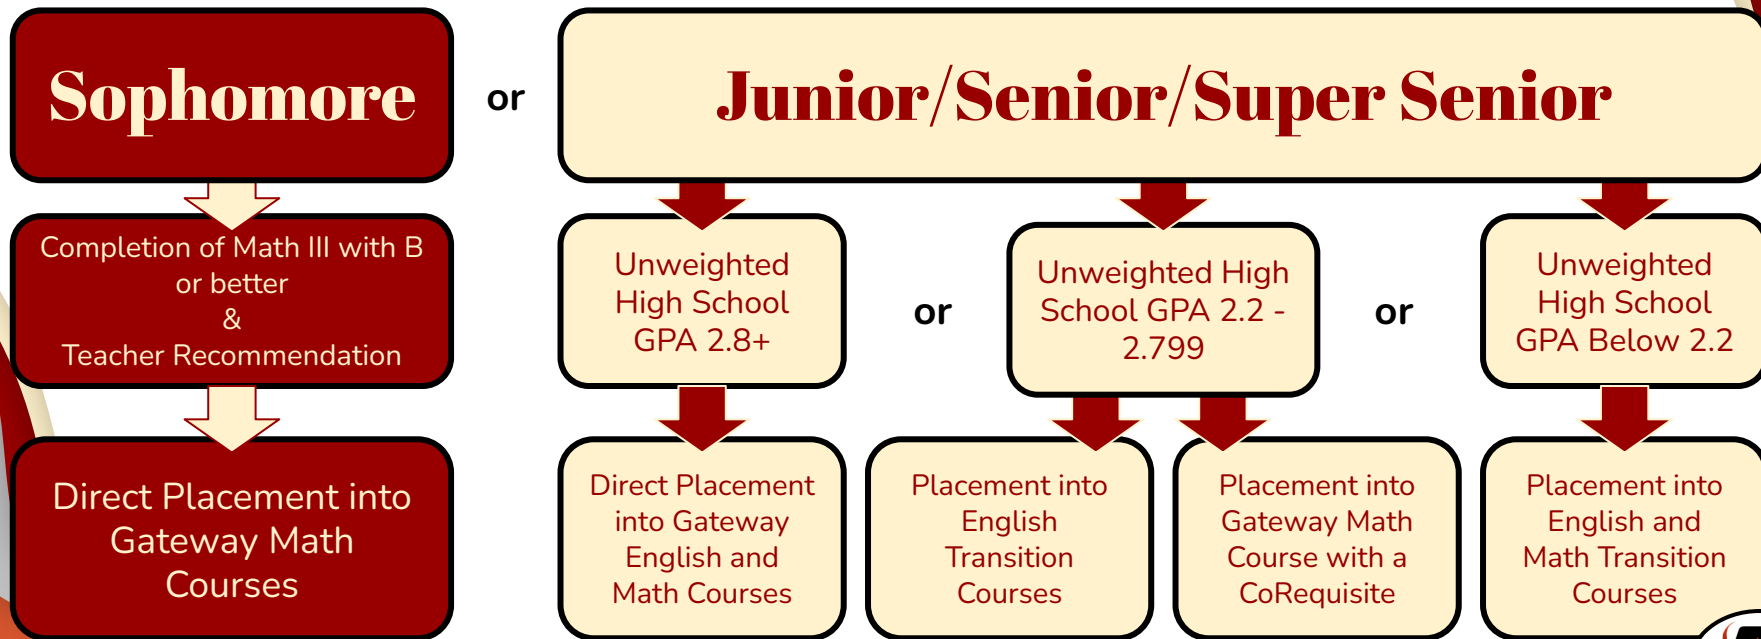 Sophomore
or
Junior/Senior/Super Senior
Completion of Math III with B
or better
&
Teacher Recommendation
Unweighted
High School
GPA 2.8+
or
Unweighted High
School GPA 2.2 -
2.799
or
Unweighted
High School
GPA Below 2.2
Direct Placement into
Gateway Math
Courses
Direct Placement
into Gateway
English and
Math Courses
Placement into
English
Transition
Courses
Placement into
Gateway Math
Course with a
CoRequisite
Placement into
English and
Math Transition
Courses